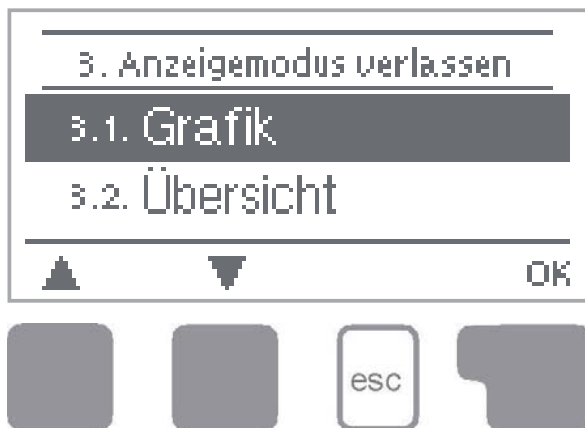 3. Anzeigemodus verlassen
3.1. Grafik
3.2. Übersicht
OK
esc